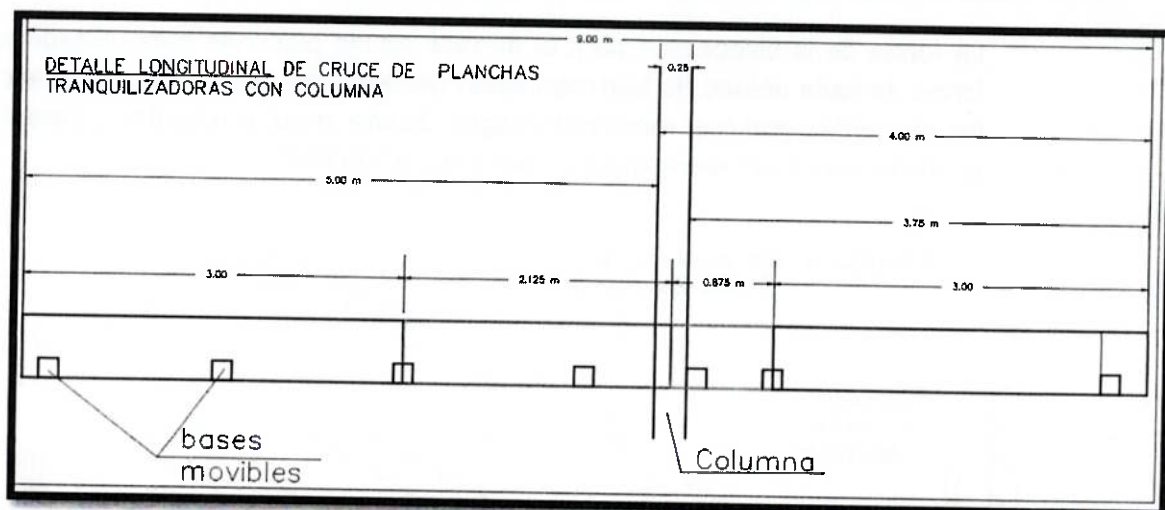 9.00 m
DETALLE LONGITUDINAL DE CRUCE DE PLANCHAS
TRANQUILIZADORAS CON COLUMNA
0.25
4.00 m
5.00 m
3.75 m
3.00
2.125 m
0.875 m
3.00
bases
movibles
Columna